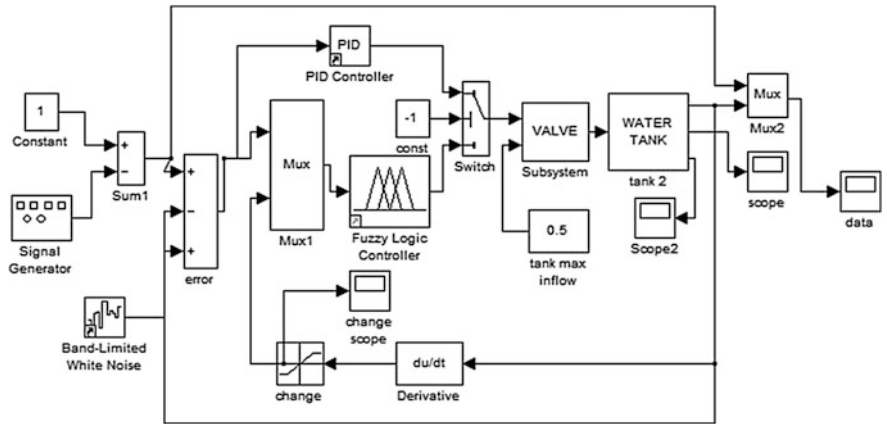 PID
PID Controller
1
Constant
+
−
Sum1
Signal
Generator
+
−
+
error
Band-Limited
White Noise
Mux
Mux1
-1
const
Fuzzy Logic
Controller
Switch
VALVE
Subsystem
WATER
TANK
tank 2
Mux
Mux2
scope
data
Scope2
0.5
tank max
inflow
change
scope
change
du/dt
Derivative